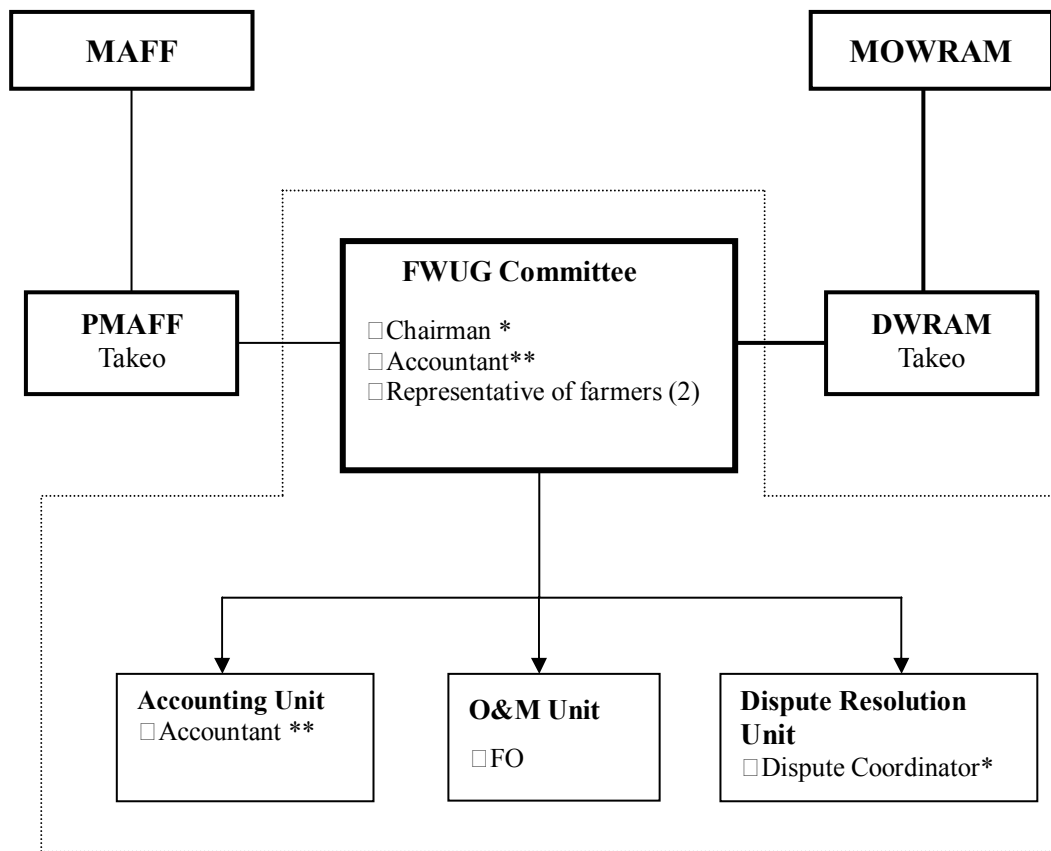 MAFF
MOWRAM
FWUG Committee
□Chairman *
□Accountant**
□Representative of farmers (2)
PMAFF
Takeo
DWRAM
Takeo
Accounting Unit
□Accountant **
O&M Unit
□FO
Dispute Resolution
Unit
□Dispute Coordinator*